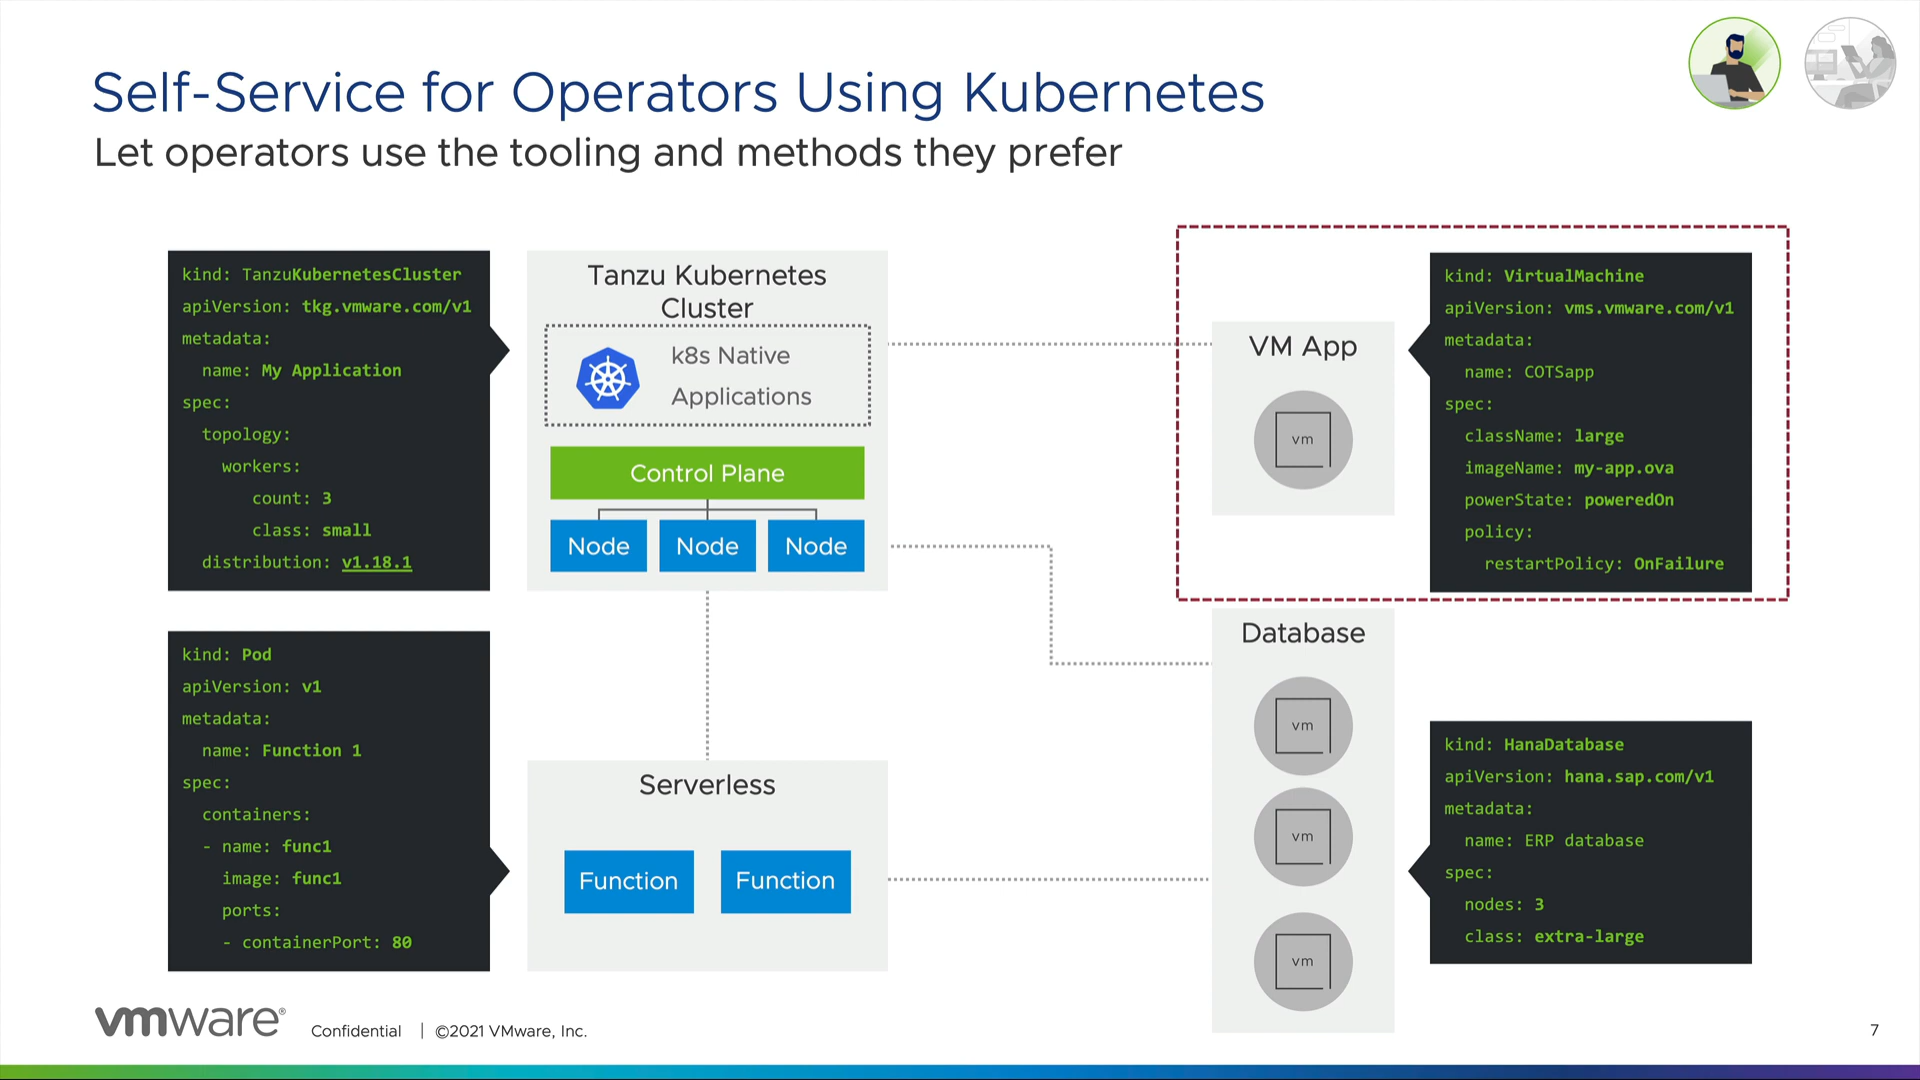 Self-Service for Operators Using Kubernetes
Let operators use the tooling and methods they prefer
kind: TanzuKubernetesCluster
apiVersion: tkg.vmware.com/v1
metadata:
name: My Application
spec:
topology:
workers:
count: 3
class: small
distribution: v1.18.1
Tanzu Kubernetes
Cluster
k8s Native
Applications
Control Plane
Node
Node
Node
VM App
vm
kind: VirtualMachine
apiVersion: vms.vmware.com/v1
metadata:
name: COTSapp
spec:
className: large
imageName: my-app.ova
powerState: poweredOn
policy:
restartPolicy: OnFailure
kind: Pod
apiVersion: v1
metadata:
name: Function 1
spec:
containers:
- name: func1
image: func1
ports:
- containerPort: 80
Serverless
Function
Function
Database
vm
vm
vm
kind: HanaDatabase
apiVersion: hana.sap.com/v1
metadata:
name: ERP database
spec:
nodes: 3
class: extra-large
vmware®
Confidential | ©2021 VMware, Inc.
7